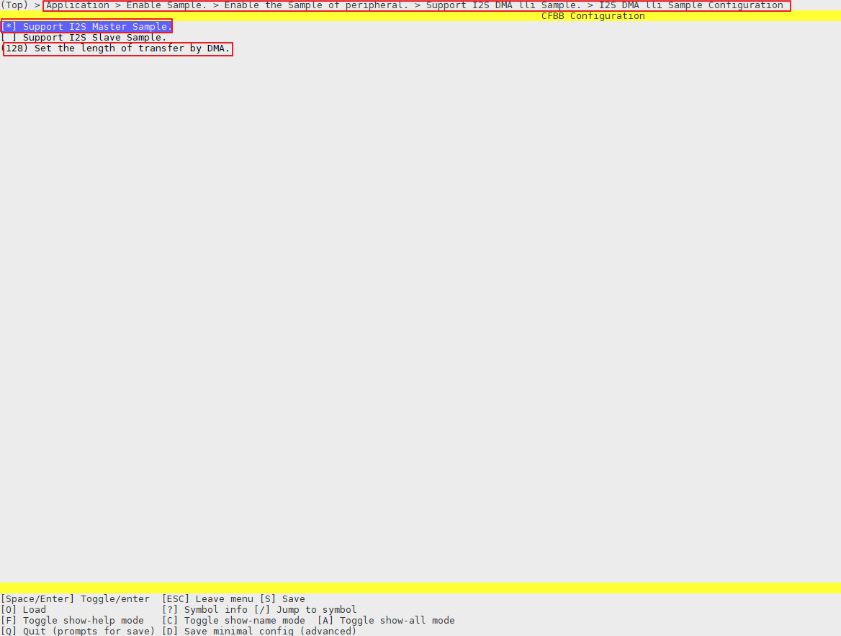 (Top) > Application > Enable Sample. > Enable the Sample of peripheral. > Support I2S DMA lli Sample. > I2S DMA lli Sample Configuration
CFBB Configuration
[*] Support I2S Master Sample.
[ ] Support I2S Slave Sample.
(128) Set the length of transfer by DMA.
[Space/Enter] Toggle/enter  [ESC] Leave menu [S] Save
[O] Load                    [?] Symbol info [/] Jump to symbol
[F] Toggle show-help mode   [C] Toggle show-name mode  [A] Toggle show-all mode
[Q] Quit (prompts for save) [D] Save minimal config (advanced)